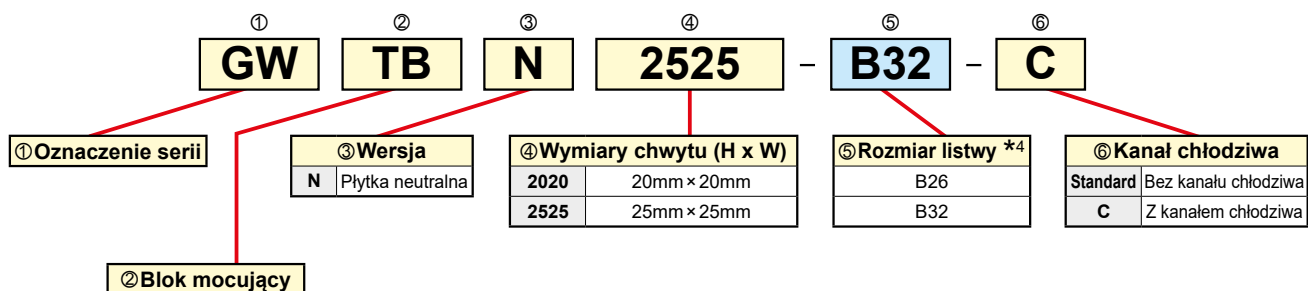 ① ② ③ ④ ⑤ ⑥
GW TB N 2525 – B32 – C
①Oznaczenie serii
②Blok mocujący
③Wersja
N Płytka neutralna
④Wymiary chwytu (H x W)
2020 20mm×20mm
2525 25mm×25mm
⑤Rozmiar listwy *4
B26
B32
⑥Kanał chłodziwa
Standard Bez kanału chłodziwa
C Z kanałem chłodziwa